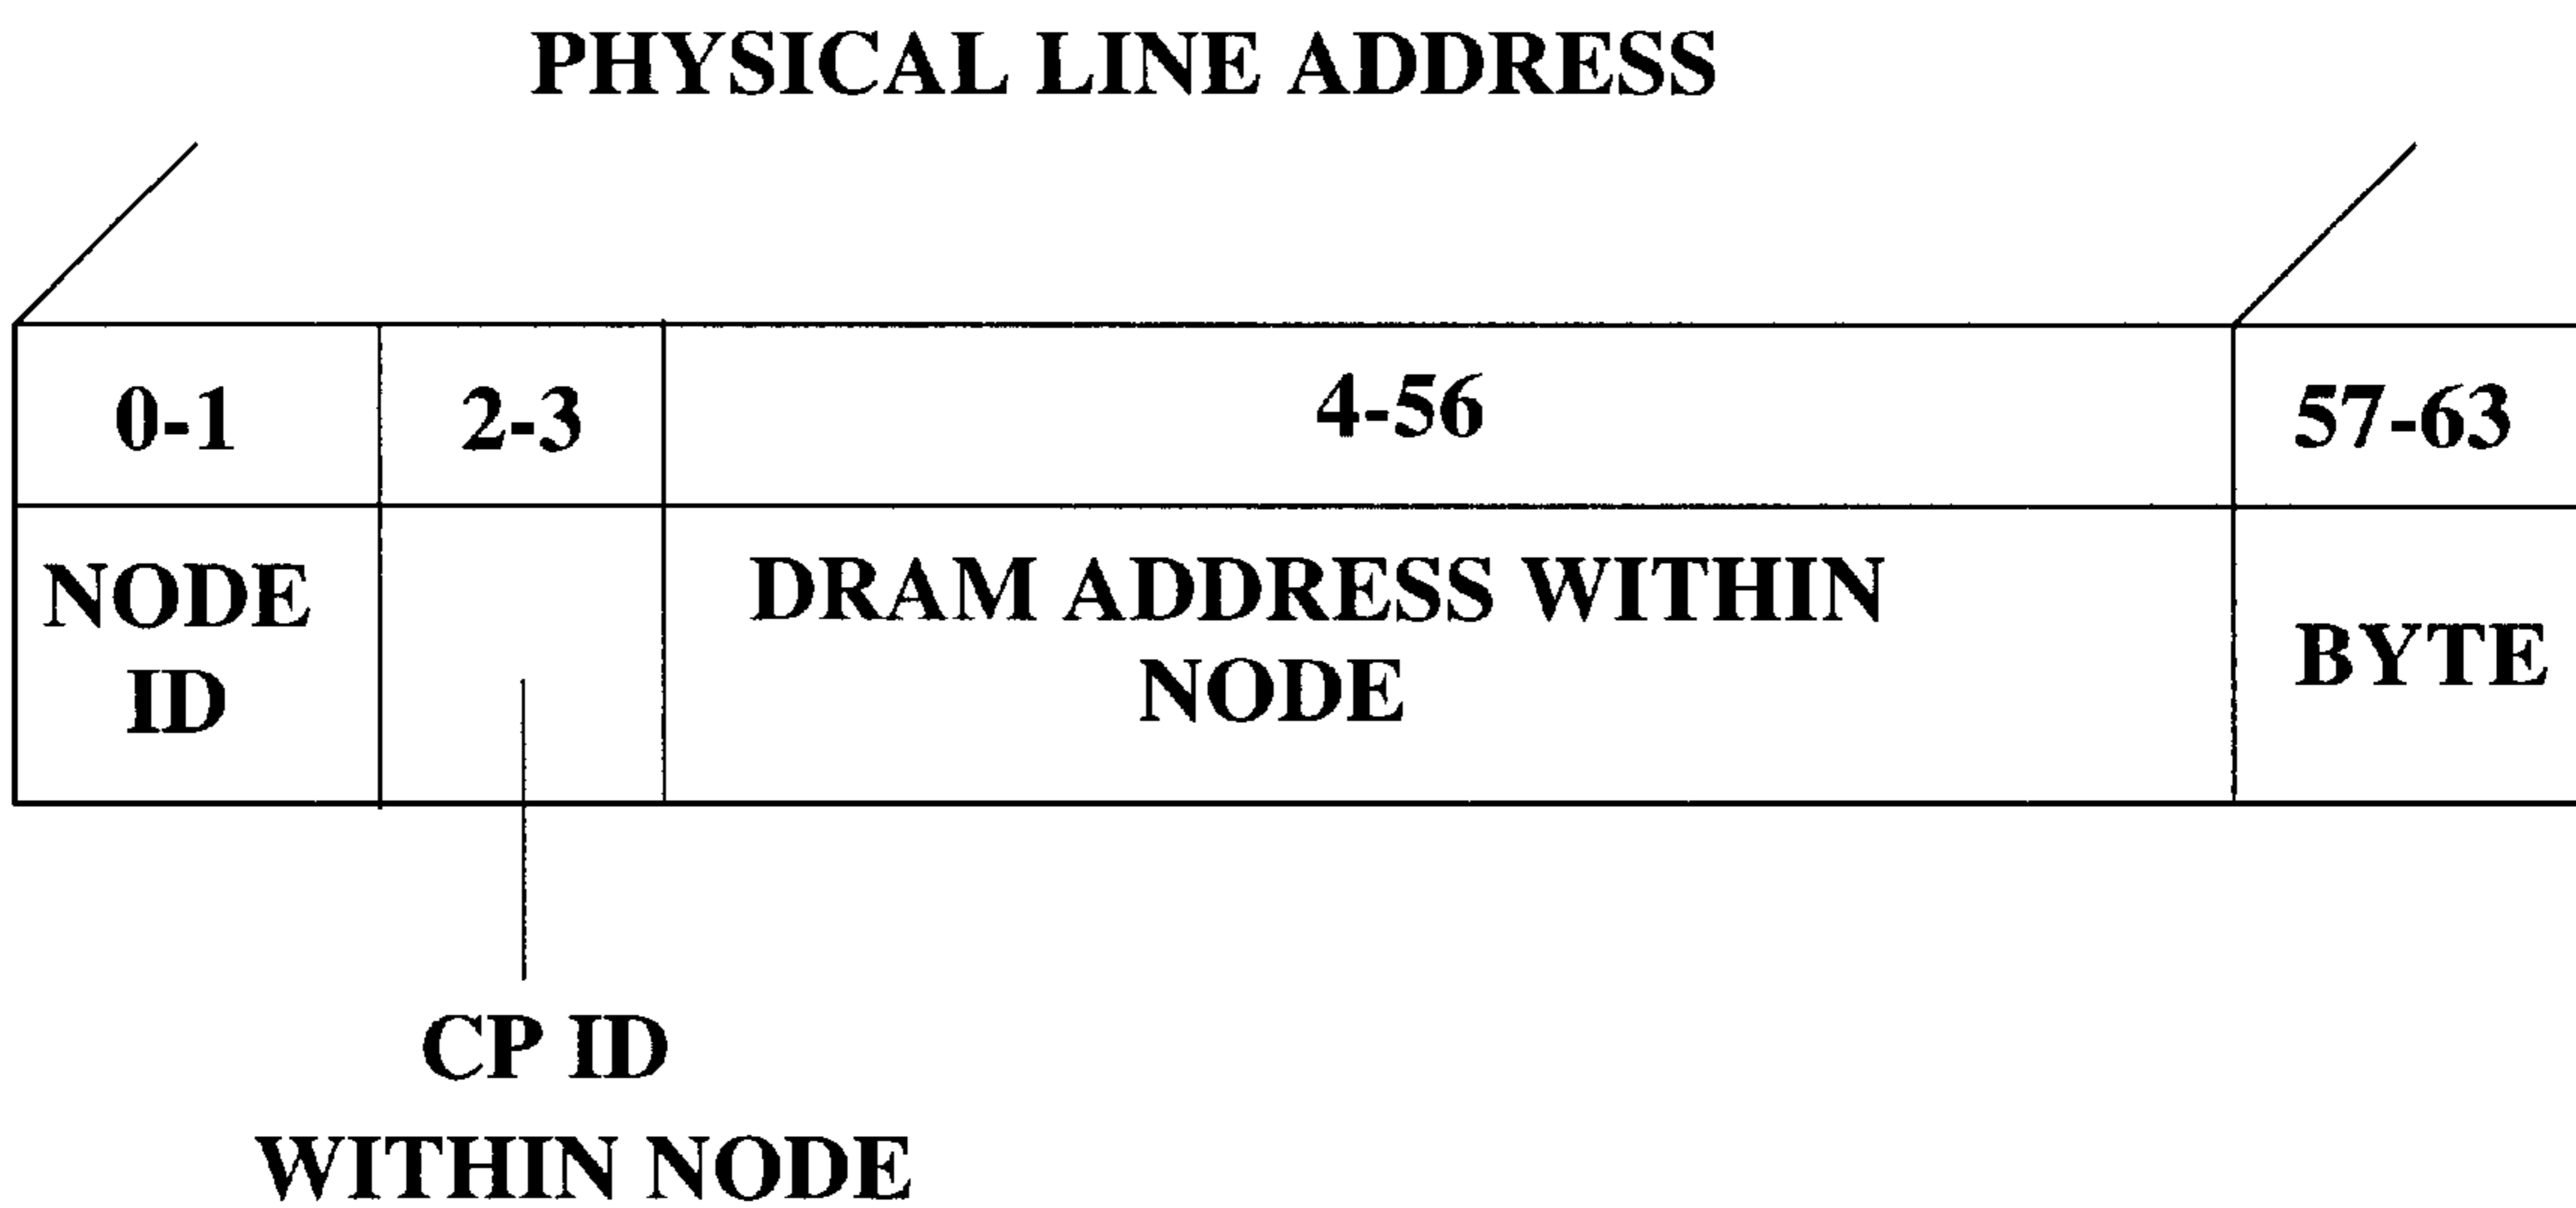 PHYSICAL LINE ADDRESS
0-1 2-3 4-56 57-63
NODE
ID
DRAM ADDRESS WITHIN
NODE
BYTE
CP ID
WITHIN NODE